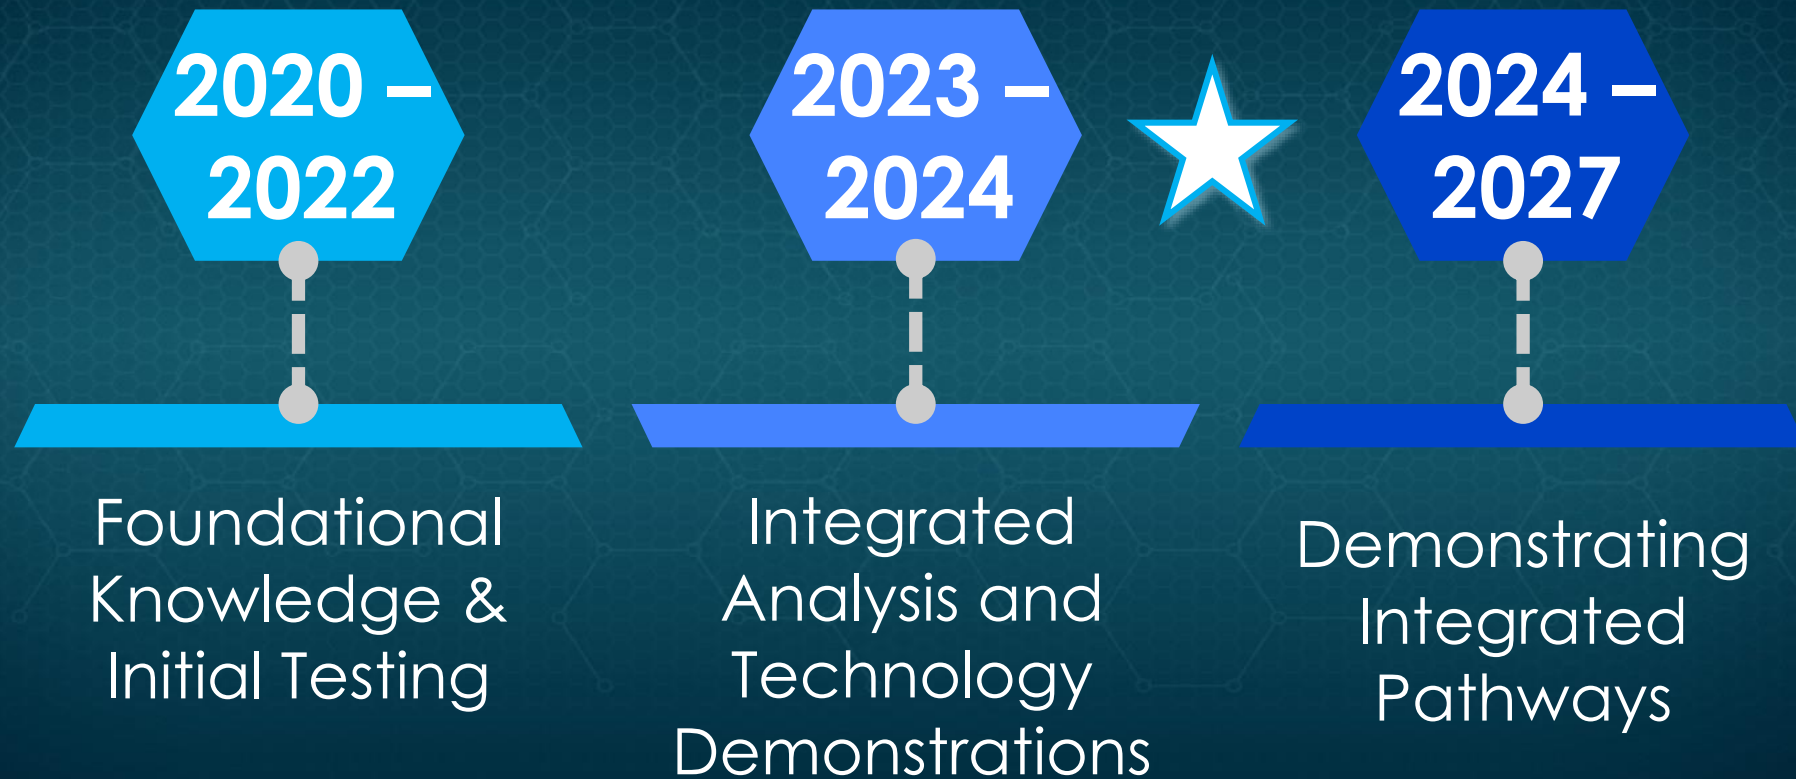 2020 –
2022
2023 –
2024
2024 –
2027
Foundational
Knowledge &
Initial Testing
Integrated
Analysis and
Technology
Demonstrations
Demonstrating
Integrated
Pathways